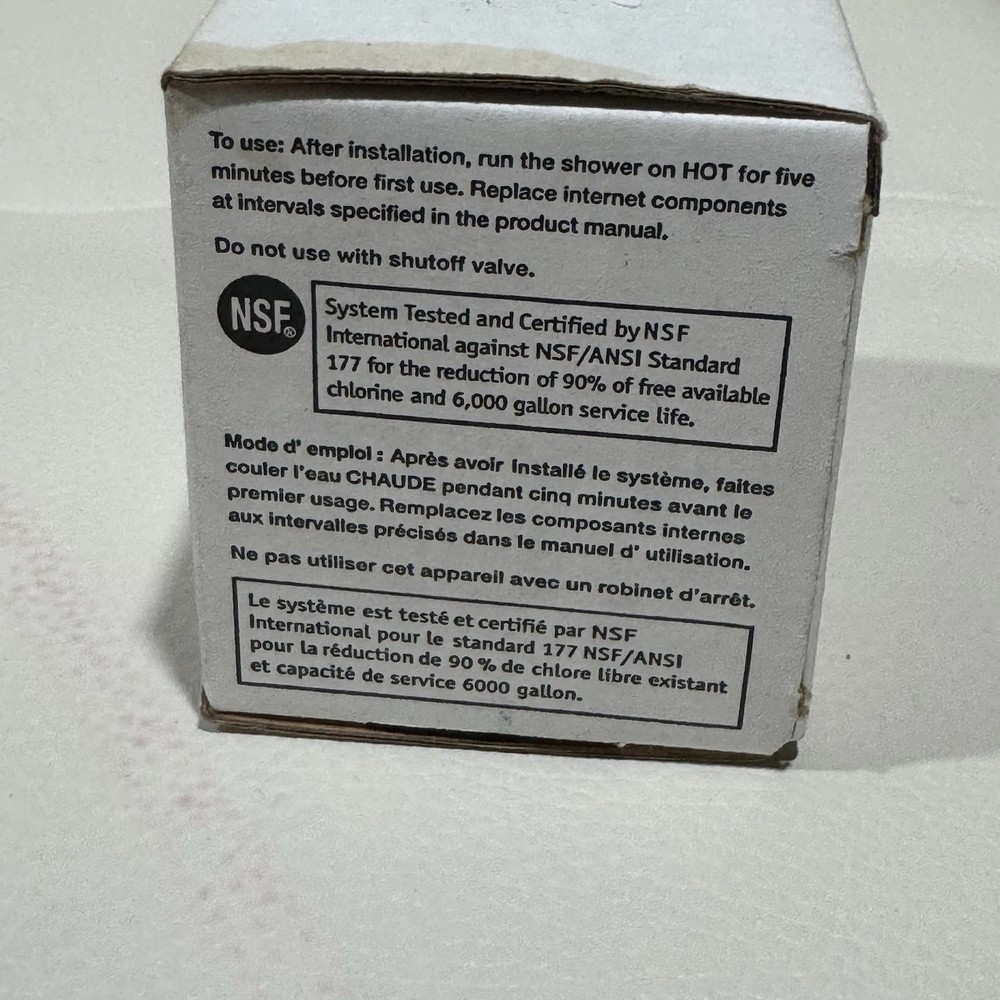 To use: After installation, run the shower on HOT for five
minutes before first use. Replace internet components
at intervals specified in the product manual.
Do not use with shutoff valve.
NSF®
System Tested and Certified by NSF
International against NSF/ANSI Standard
177 for the reduction of 90% of free available
chlorine and 6,000 gallon service life.
Mode d' emploi : Après avoir installé le système, faites
couler l'eau CHAUDE pendant cinq minutes avant le
premier usage. Remplacez les composants internes
aux intervalles précisés dans le manuel d' utilisation.
Ne pas utiliser cet appareil avec un robinet d'arrêt.
Le système est testé et certifié par NSF
International pour le standard 177 NSF/ANSI
pour la réduction de 90 % de chlore libre existant
et capacité de service 6000 gallon.